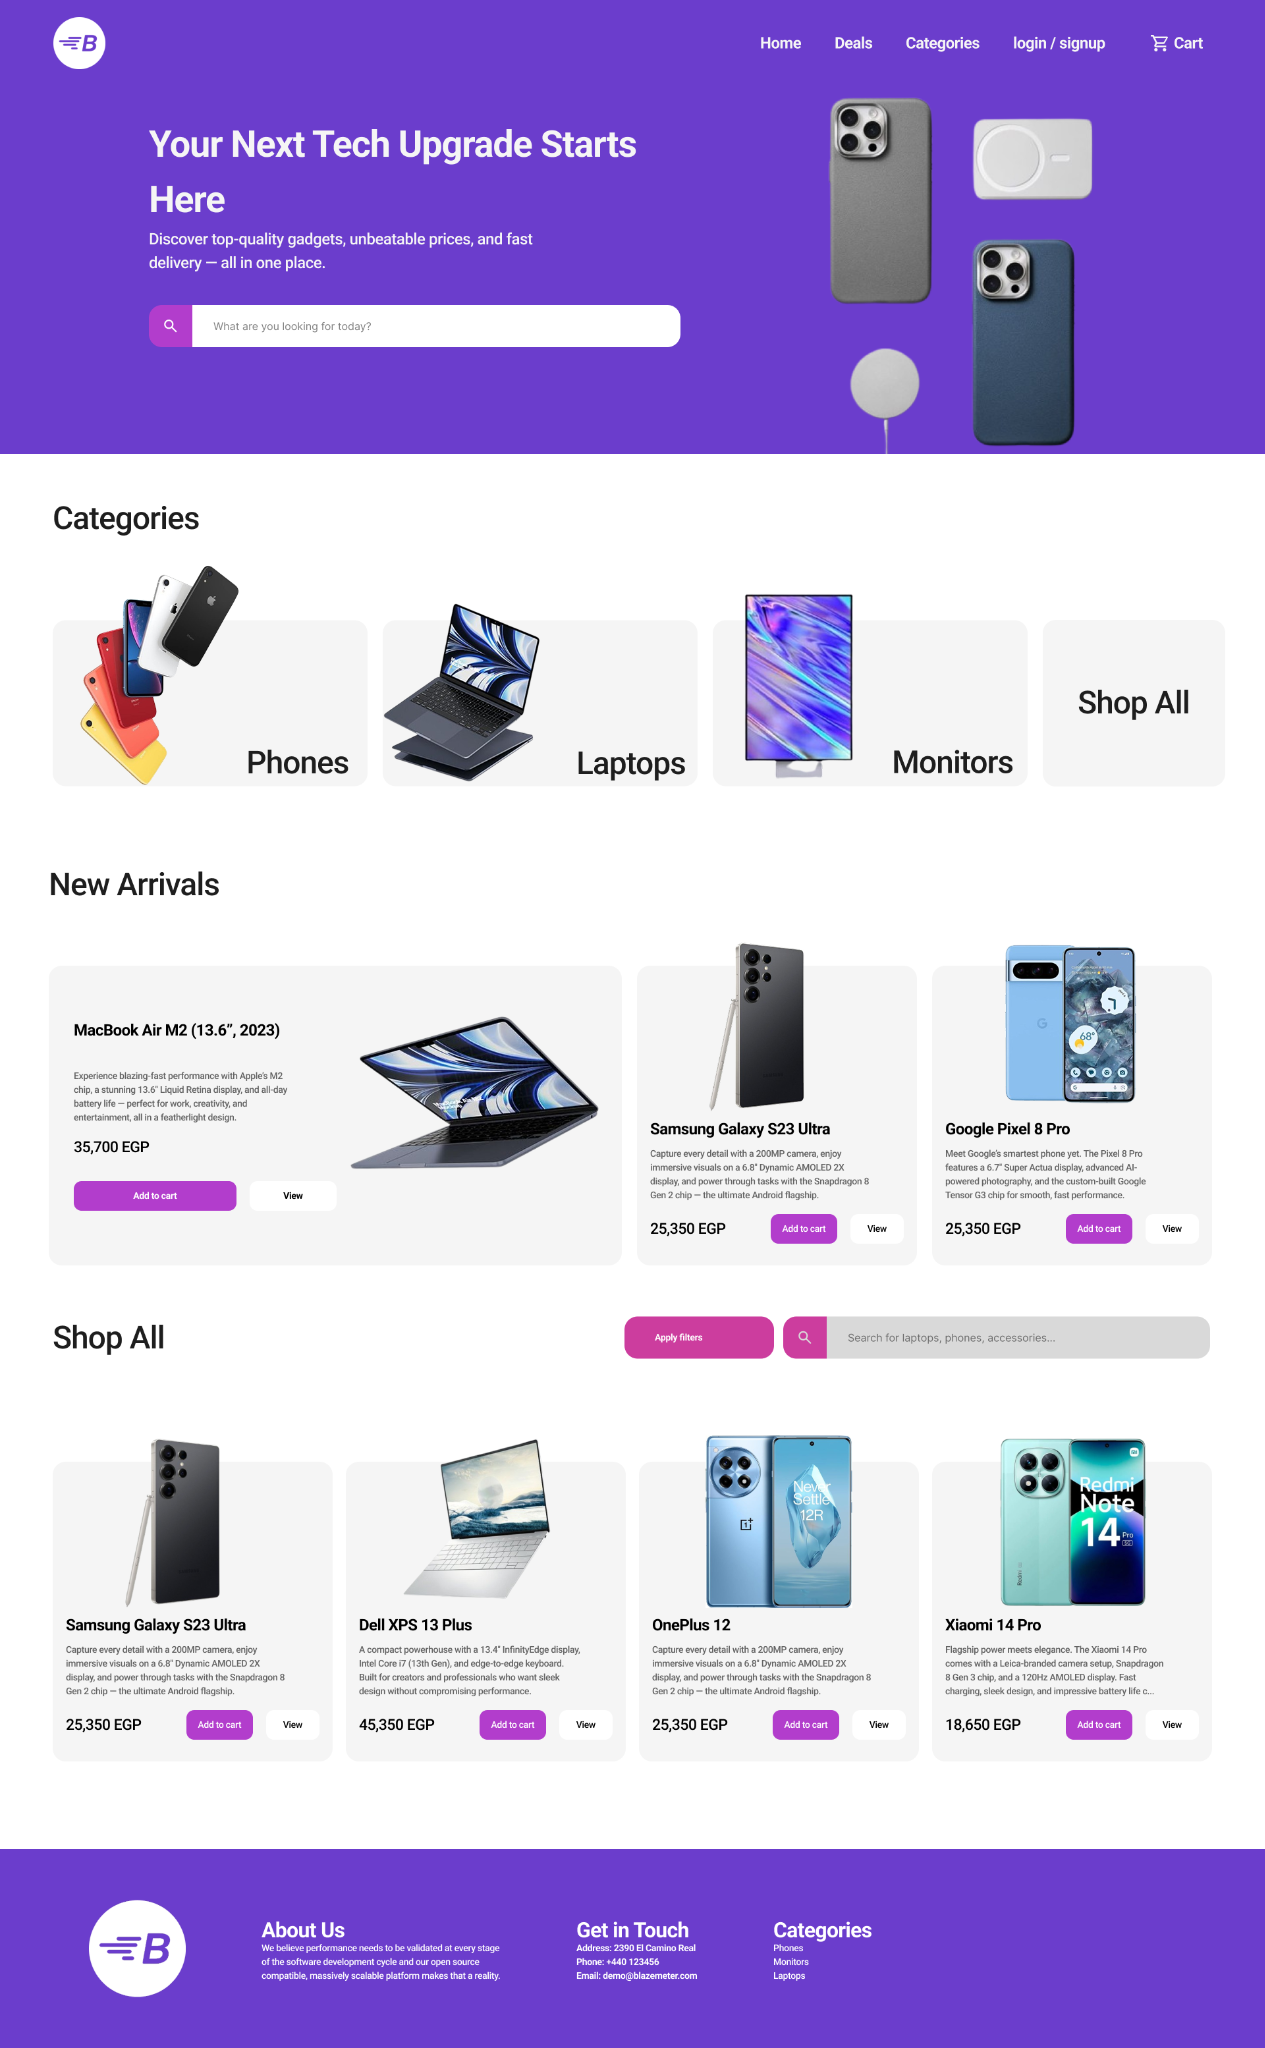 B
Home
Deals
Categories
login / signup
Cart
Your Next Tech Upgrade Starts
Here
Discover top-quality gadgets, unbeatable prices, and fast
delivery — all in one place.
What are you looking for today?
Categories
Phones
Laptops
Monitors
Shop All
New Arrivals
MacBook Air M2 (13.6”, 2023)
Experience blazing-fast performance with Apple's M2
chip, a stunning 13.6" Liquid Retina display, and all-day
battery life — perfect for work, creativity, and
entertainment, all in a featherlight design.
35,700 EGP
Add to cart
View
Samsung Galaxy S23 Ultra
Capture every detail with a 200MP camera, enjoy
immersive visuals on a 6.8" Dynamic AMOLED 2X
display, and power through tasks with the Snapdragon 8
Gen 2 chip — the ultimate Android flagship.
25,350 EGP
Add to cart
View
68°
Google Pixel 8 Pro
Meet Google's smartest phone yet. The Pixel 8 Pro
features a 6.7" Super Actua display, advanced AI-
powered photography, and the custom-built Google
Tensor G3 chip for smooth, fast performance.
25,350 EGP
Add to cart
View
Shop All
Apply filters
Search for laptops, phones, accessories...
Samsung Galaxy S23 Ultra
Capture every detail with a 200MP camera, enjoy
immersive visuals on a 6.8" Dynamic AMOLED 2X
display, and power through tasks with the Snapdragon 8
Gen 2 chip — the ultimate Android flagship.
25,350 EGP
Add to cart
View
Dell XPS 13 Plus
A compact powerhouse with a 13.4" InfinityEdge display,
Intel Core i7 (13th Gen), and edge-to-edge keyboard.
Built for creators and professionals who want sleek
design without compromising performance.
45,350 EGP
Add to cart
View
Never
Settle
12R
OnePlus 12
Capture every detail with a 200MP camera, enjoy
immersive visuals on a 6.8" Dynamic AMOLED 2X
display, and power through tasks with the Snapdragon 8
Gen 2 chip — the ultimate Android flagship.
25,350 EGP
Add to cart
View
Redmi
Note
14 Pro
Xiaomi 14 Pro
Flagship power meets elegance. The Xiaomi 14 Pro
comes with a Leica-branded camera setup, Snapdragon
8 Gen 3 chip, and a 120Hz AMOLED display. Fast
charging, sleek design, and impressive battery life c...
18,650 EGP
Add to cart
View
B
About Us
We believe performance needs to be validated at every stage
of the software development cycle and our open source
compatible, massively scalable platform makes that a reality.
Get in Touch
Address: 2390 El Camino Real
Phone: +440 123456
Email: demo@blazemeter.com
Categories
Phones
Monitors
Laptops